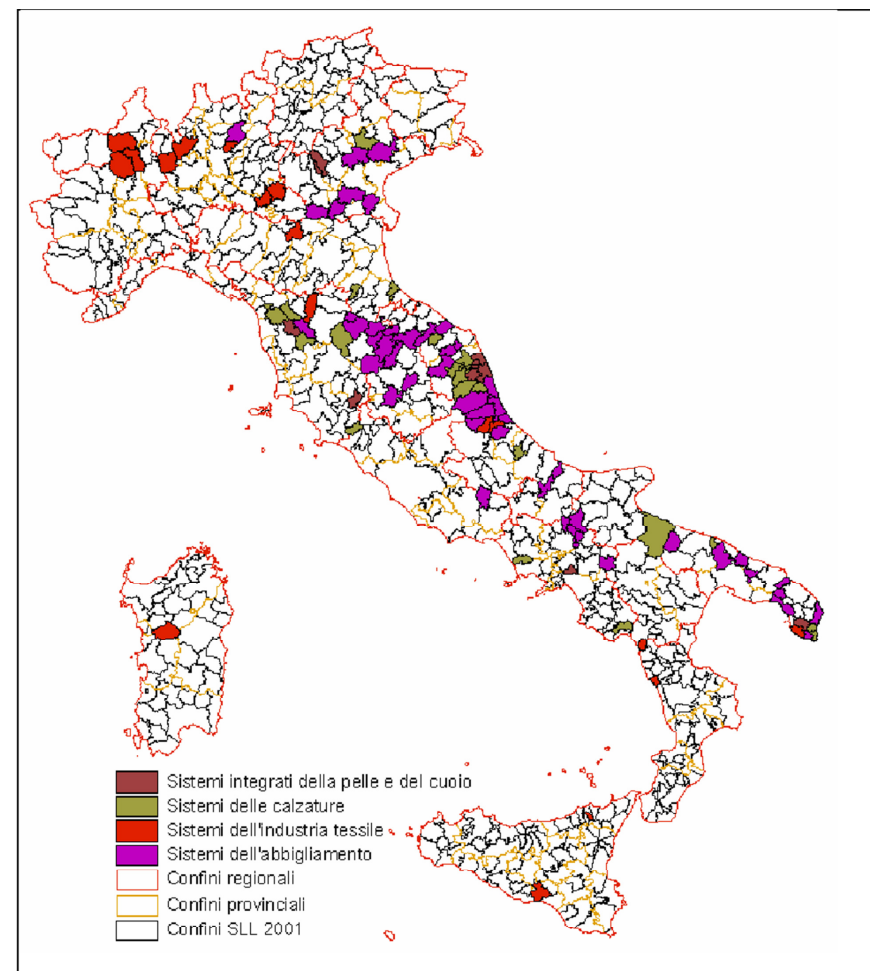 Sistemi integrati della pelle e del cuoio
Sistemi delle calzature
Sistemi dell'industria tessile
Sistemi dell'abbigliamento
Confini regionali
Confini provinciali
Confini SLL 2001